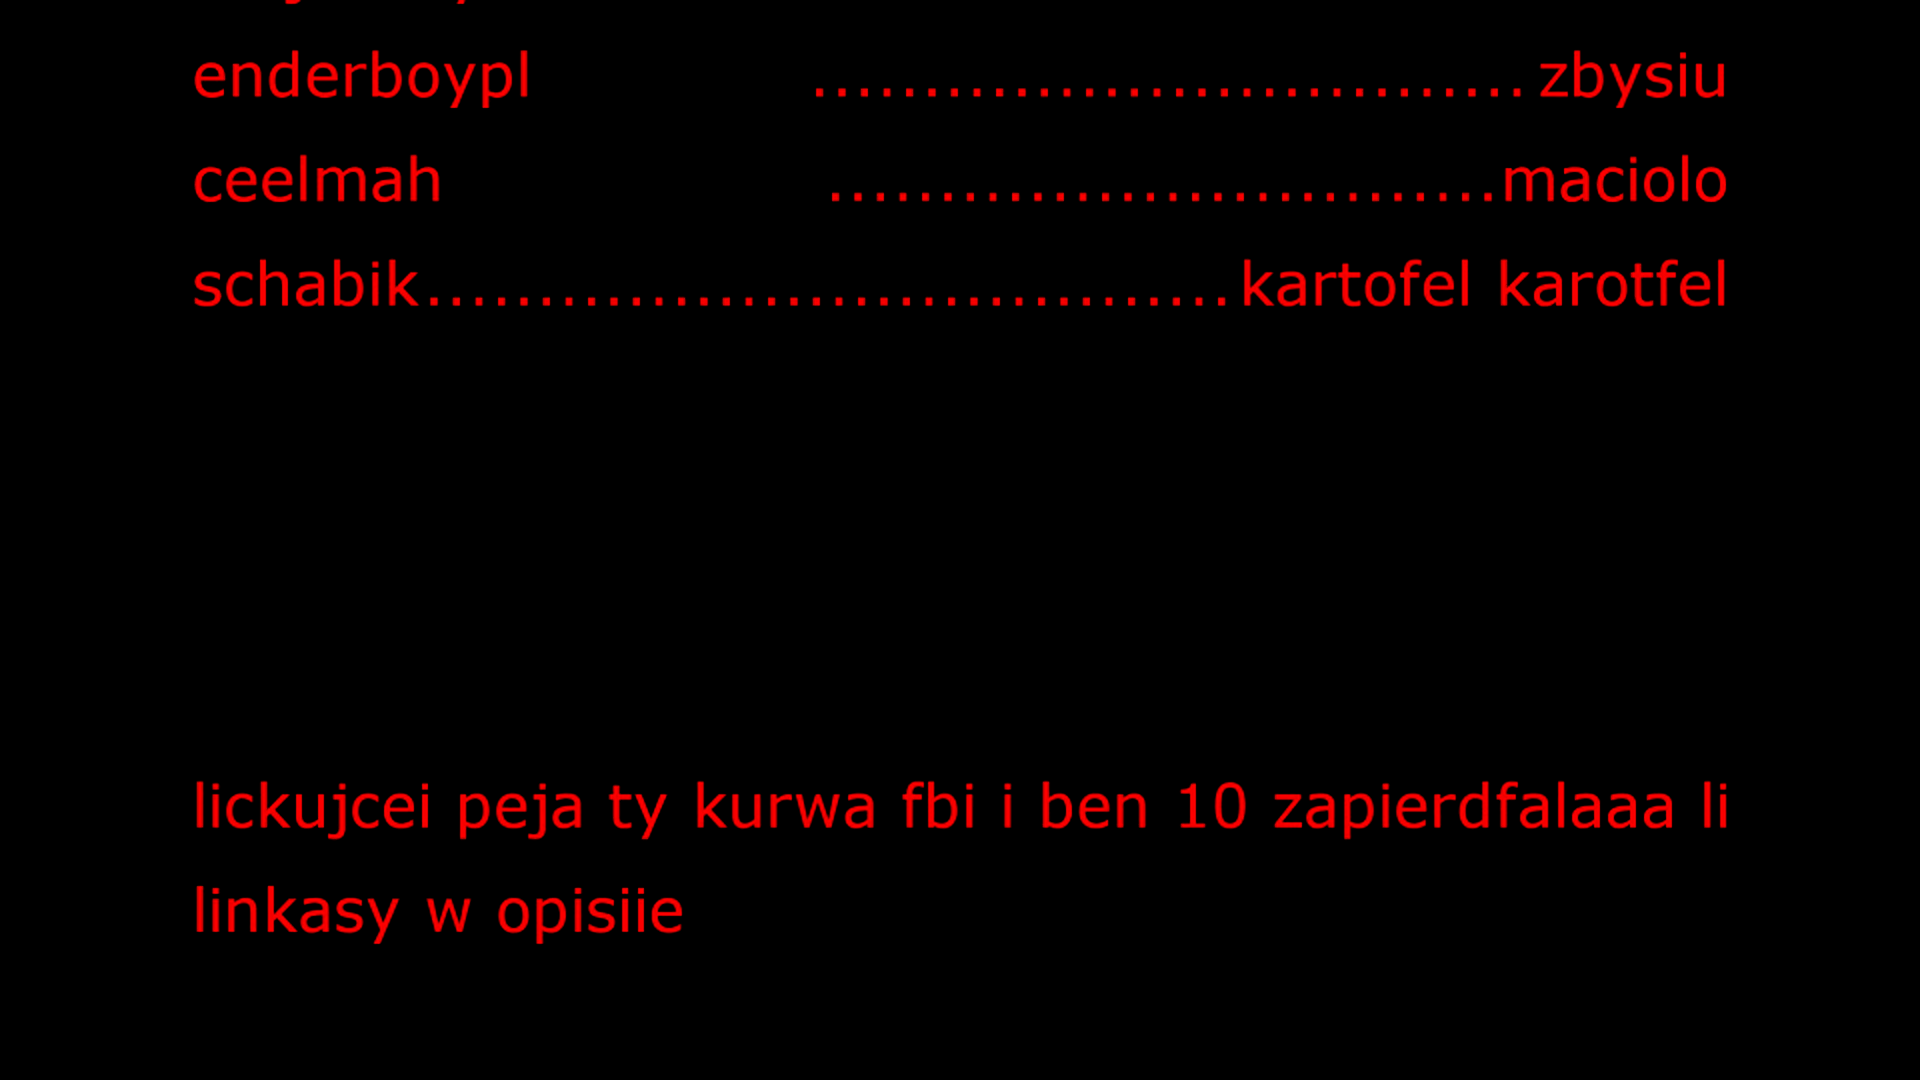 enderboypl ................................ zbysiu
ceelmah ..............................maciolo
schabik.................................... kartofel karotfel
lickujcei peja ty kurwa fbi i ben 10 zapierdfalaaa li
linkasy w opisiie